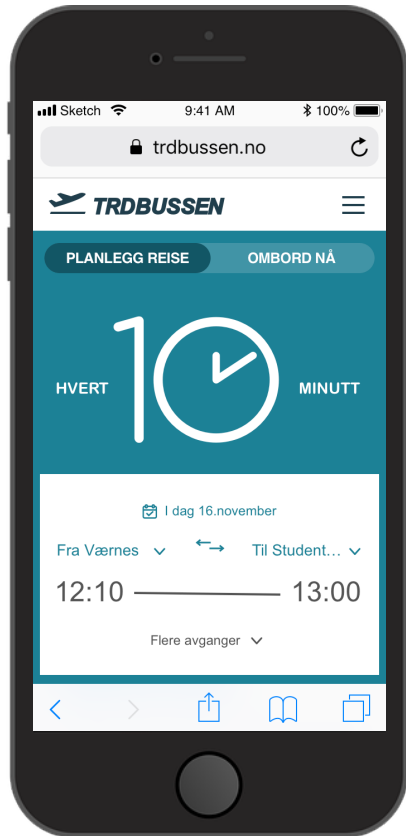 Sketch 9:41 AM 100%
trdbussen.no
TRDBUSSEN
PLANLEGG REISE OMBORD NÅ
HVERT 10 MINUTT
I dag 16.november
Fra Værnes Til Student...
12:10 13:00
Flere avganger